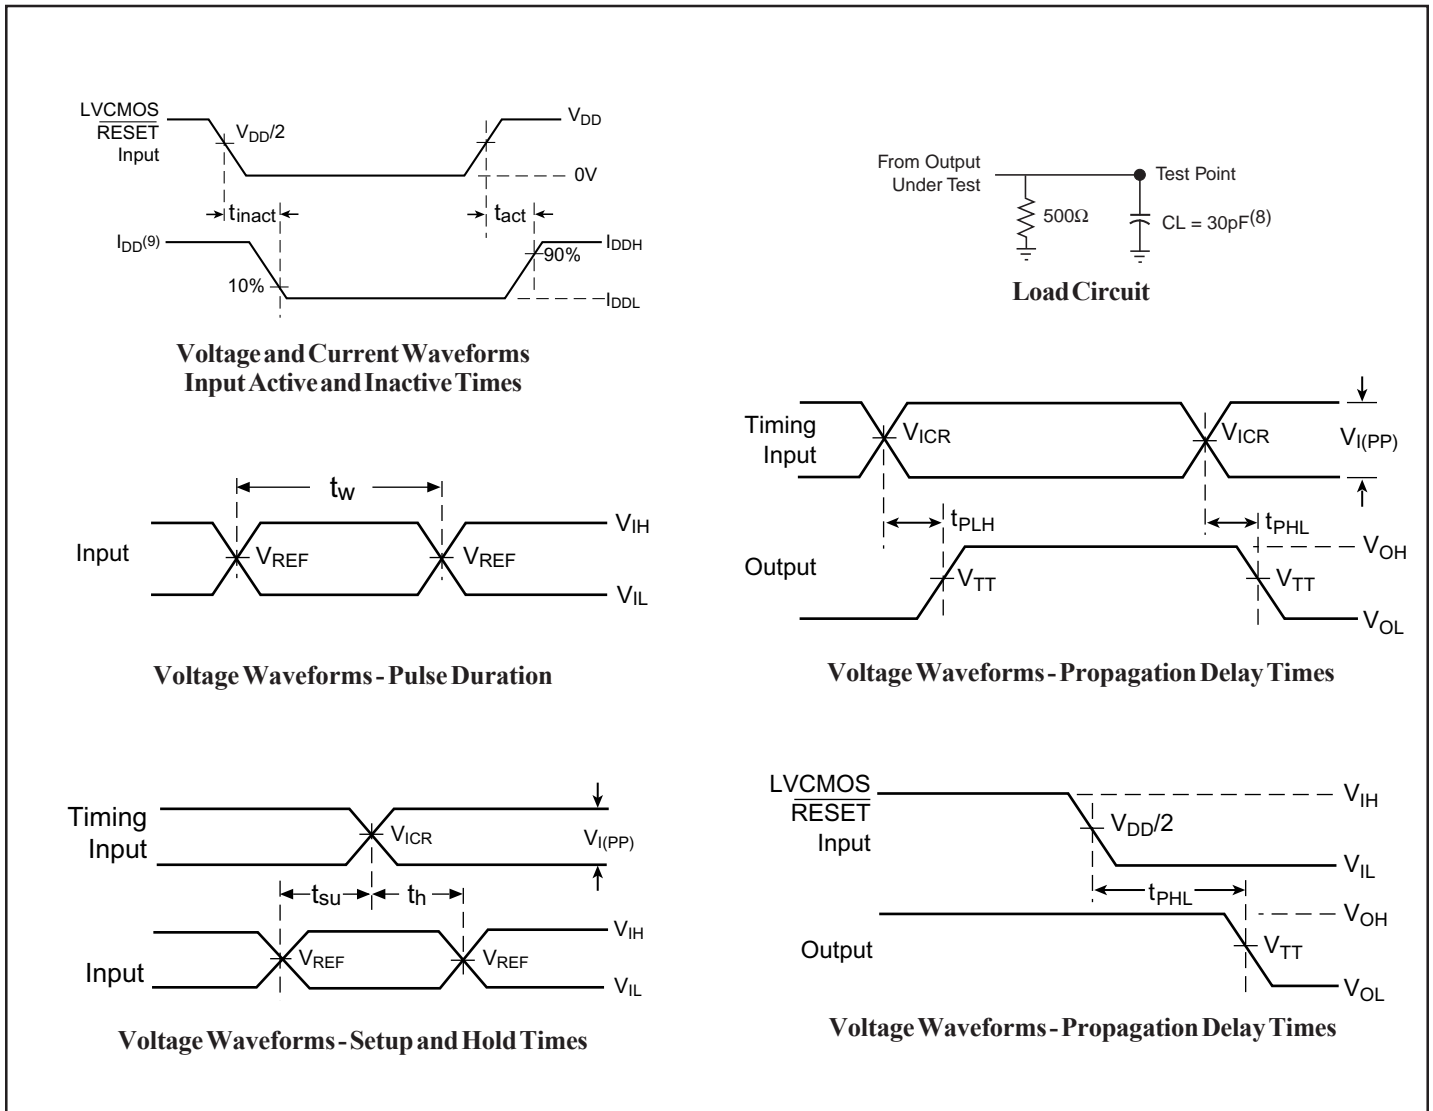 LVCMOS
RESET
Input
VDD/2
VDD
0V
tinact
tact
IDD(9)
IDDH
90%
10%
IDDL
Voltage and Current Waveforms
Input Active and Inactive Times
From Output
Under Test
Test Point
500Ω
CL = 30pF(8)
Load Circuit
tw
Input
VREF
VREF
VIH
VIL
Voltage Waveforms - Pulse Duration
Timing
Input
VICR
VICR
VI(PP)
tPLH
tPHL
Output
VTT
VTT
VOH
VOL
Voltage Waveforms - Propagation Delay Times
Timing
Input
VICR
VI(PP)
tsu
th
Input
VREF
VREF
VIH
VIL
Voltage Waveforms - Setup and Hold Times
LVCMOS
RESET
Input
VIH
VDD/2
VIL
tPHL
Output
VOH
VTT
VOL
Voltage Waveforms - Propagation Delay Times